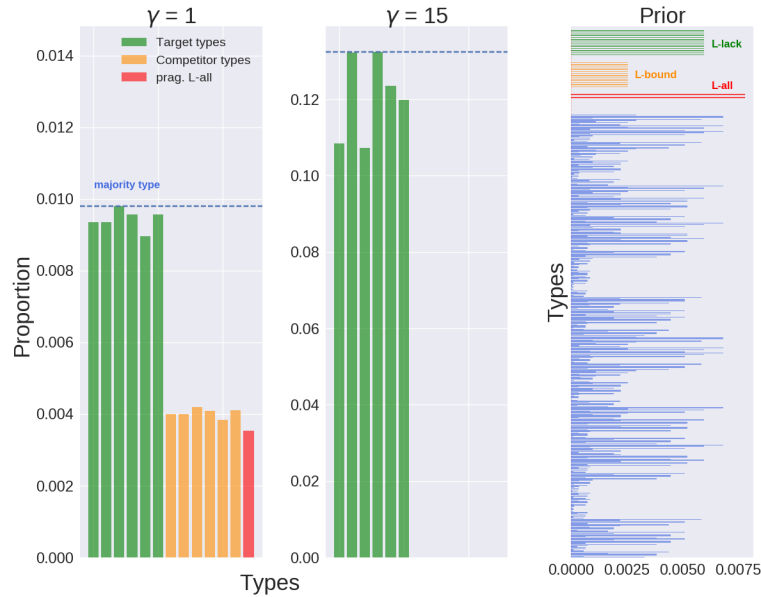 γ = 1
γ = 15
Prior
Proportion
0.014
0.012
0.010
0.008
0.006
0.004
0.002
0.000
Target types
Competitor types
prag. L-all
majority type
0.12
0.10
0.08
0.06
0.04
0.02
0.00
Types
Types
L-lack
L-bound
L-all
0.0000 0.0025 0.0050 0.0075